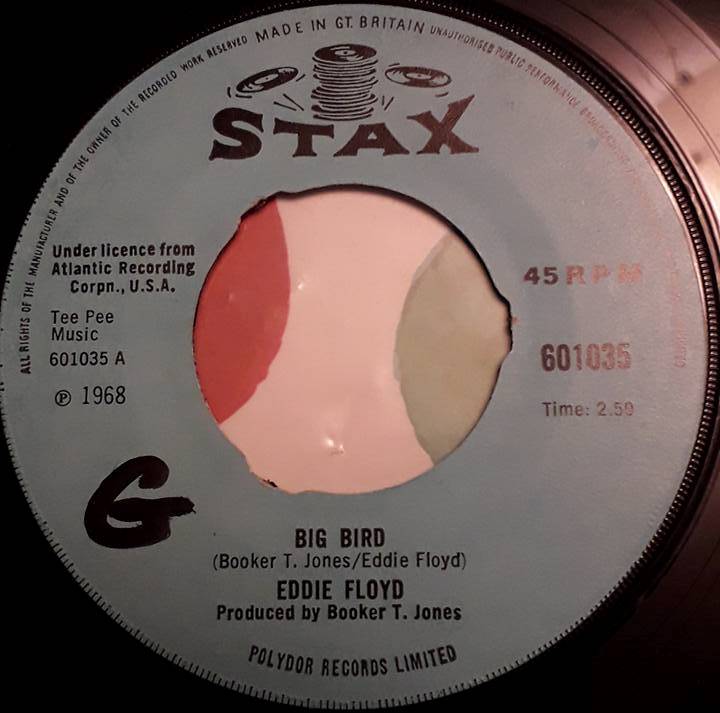 ALL RIGHTS OF THE MANUFACTURER AND OF THE OWNER OF THE RECORDED WORK RESERVED MADE IN GT. BRITAIN UNAUTHORISED PUBLIC PERFORMANCE BROADCASTING
STAX
Under licence from
Atlantic Recording
Corpn., U.S.A.
Tee Pee
Music
601035 A
℗ 1968
45 RPM
601035
Time: 2.59
G
BIG BIRD
(Booker T. Jones/Eddie Floyd)
EDDIE FLOYD
Produced by Booker T. Jones
POLYDOR RECORDS LIMITED